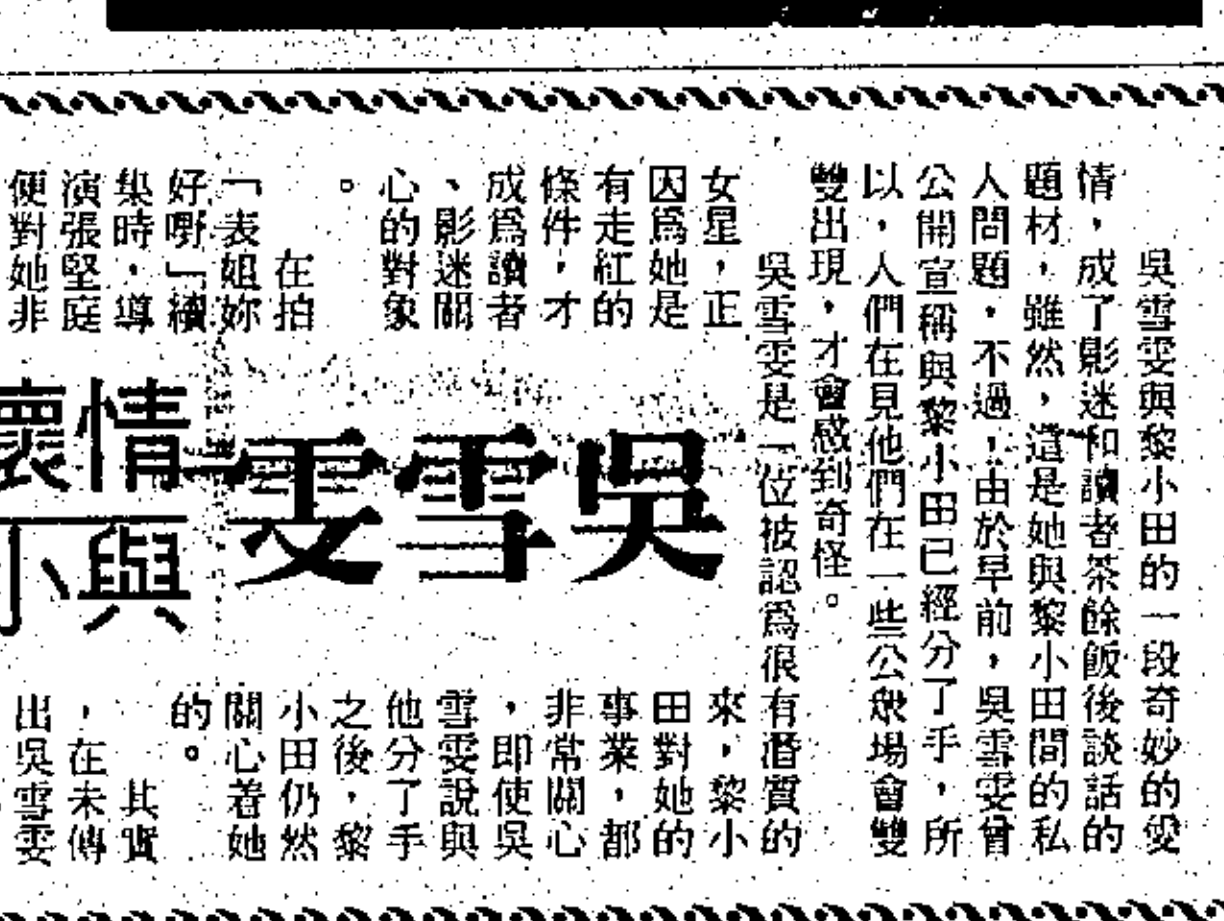 吳雪雯與黎小田的一段奇妙的愛
情，成了影迷和讀者茶餘飯後談話的
題材，雖然，這是她與黎小田間的私
人問題，不過，由於早前，吳雪雯曾
公開宣稱與黎小田已經分了手，所
以，人們在見他們在一些公衆場會雙
雙出現，才會感到奇怪。
吳雪雯是一位被認爲很有潛質的
女星，正
因爲她是
有走紅的
條件，才
成爲讀者
、影迷關
心的對象
。
在拍
「表姐妳
好嘢」續
集時，導
演張堅庭
便對她非
吳雪雯
情懷
與小
來，黎小
田對她的
事業，都
非常關心
，即使吳
雪雯說與
他分了手
之後，黎
小田仍然
關心着她
的。
其實
，在未傳
出吳雪雯